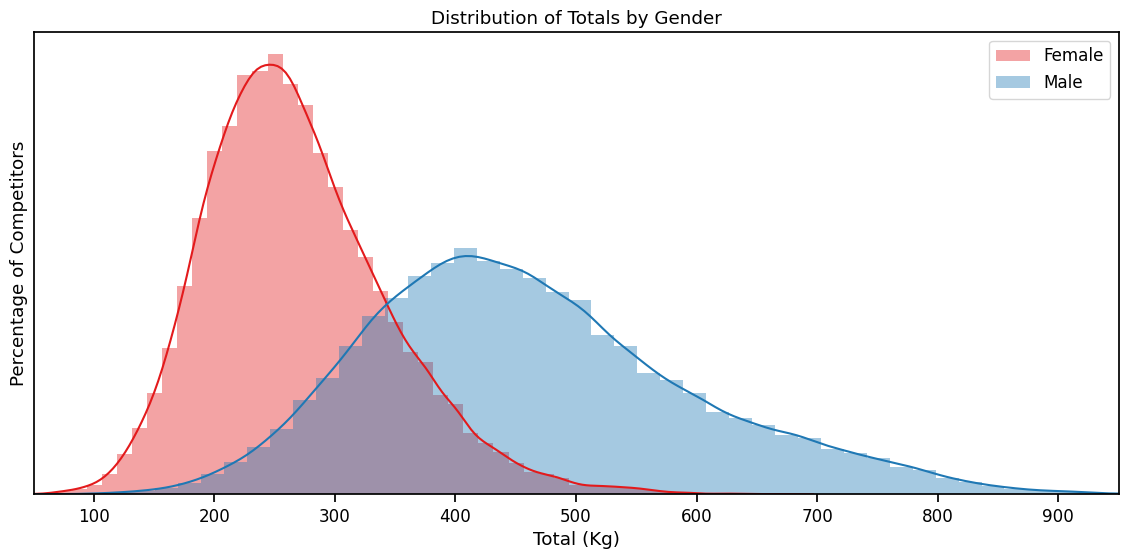 Distribution of Totals by Gender
Female
Male
Percentage of Competitors
100 200 300 400 500 600 700 800 900
Total (Kg)